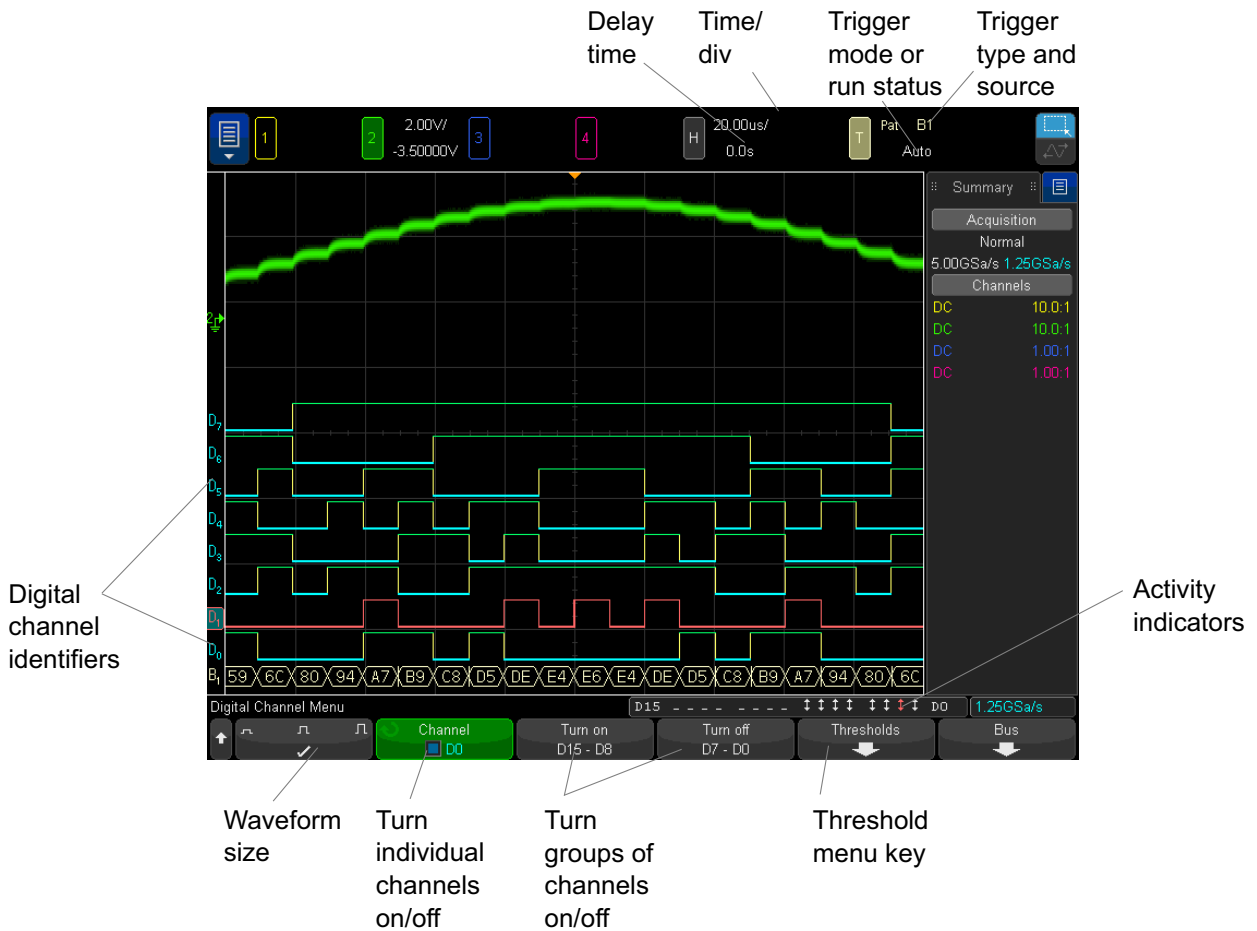 Delay
time
Time/
div
Trigger
mode or
run status
Trigger
type and
source
1
2
2.00V/
-3.50000V
3
4
H
20.00us/
0.0s
T
Pat B1
Auto
Summary
Acquisition
Normal
5.00GSa/s 1.25GSa/s
Channels
DC 10.0:1
DC 10.0:1
DC 1.00:1
DC 1.00:1
2
D7
D6
D5
D4
D3
D2
D1
D0
B1 59 6C 80 94 A7 B9 C8 D5 DE E4 E6 E4 DE D5 C8 B9 A7 94 80 6C
Digital
channel
identifiers
Activity
indicators
Digital Channel Menu
D15 _ _ _ _ _ _ _ _ ↕ ↕ ↕ ↕ ↕ ↕ ↕ ↕ D0
1.25GSa/s
Channel
D0
Turn on
D15 - D8
Turn off
D7 - D0
Thresholds
Bus
Waveform
size
Turn
individual
channels
on/off
Turn
groups of
channels
on/off
Threshold
menu key